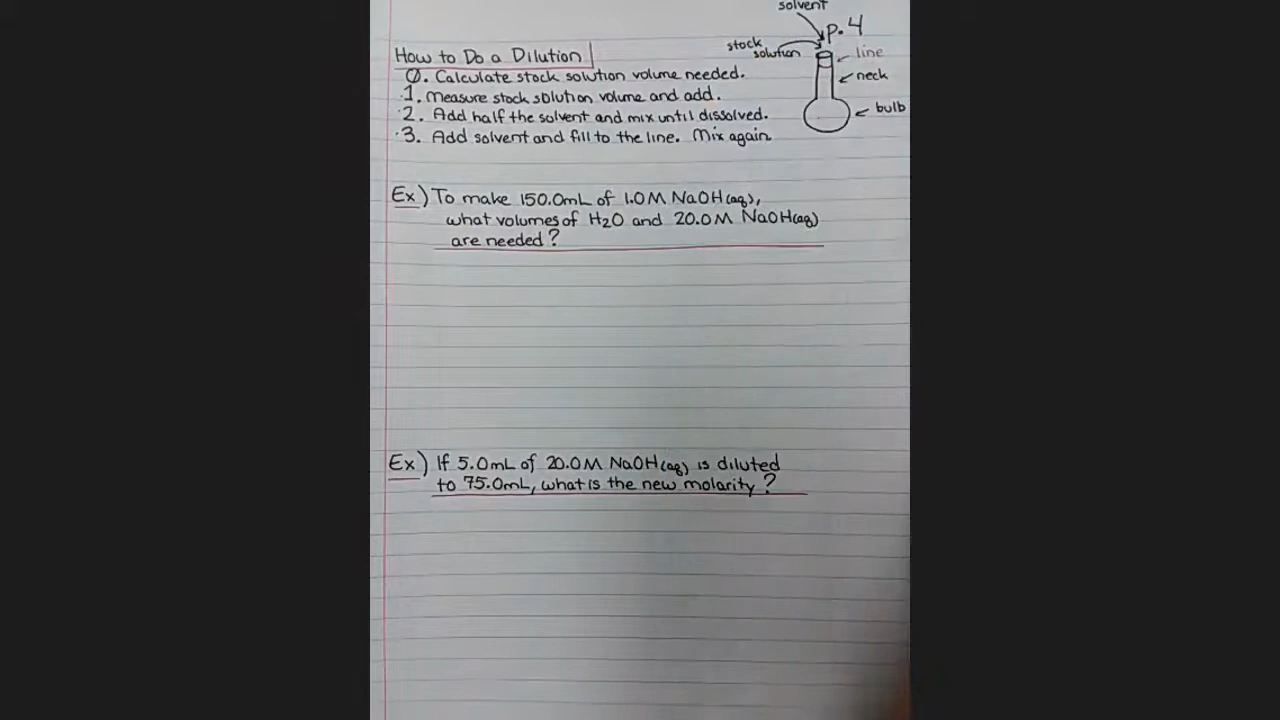 solvent
p.4
stock
solution
line
neck
bulb
How to Do a Dilution
0. Calculate stock solution volume needed.
1. Measure stock solution volume and add.
2. Add half the solvent and mix until dissolved.
3. Add solvent and fill to the line. Mix again
Ex) To make 150.0mL of 1.0M NaOH(aq),
what volumes of H2O and 20.0M NaOH(aq)
are needed?
Ex) If 5.0mL of 20.0M NaOH(aq) is diluted
to 75.0mL, what is the new molarity?